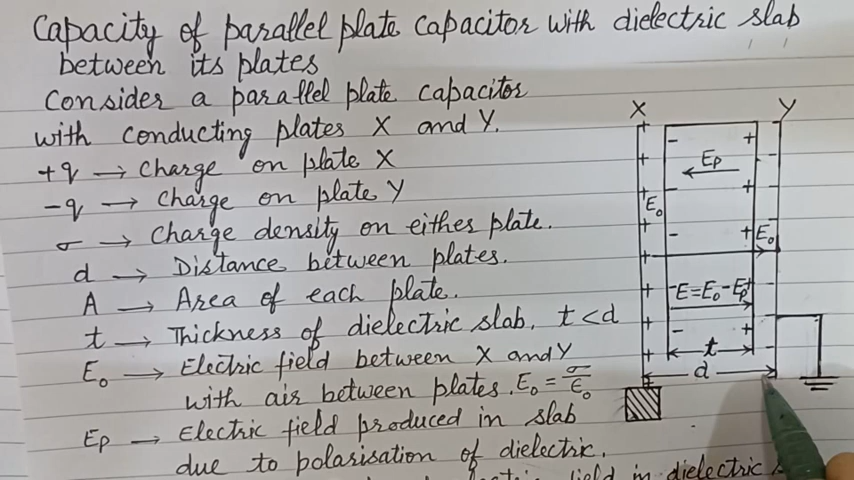 Capacity of parallel plate capacitor with dielectric slab
between its plates
Consider a parallel plate capacitor
with conducting plates X and Y.
+q → Charge on plate X
-q → Charge on plate Y
σ → Charge density on either plate.
d → Distance between plates.
A → Area of each plate.
t → Thickness of dielectric slab, t < d
E₀ → Electric field between X and Y
with air between plates. E₀ = σ/ε₀
Ep → Electric field produced in slab
due to polarisation of dielectric.
field in dielectric
X Y
Ep
E₀
E₀
E = E₀ - Ep
t
d